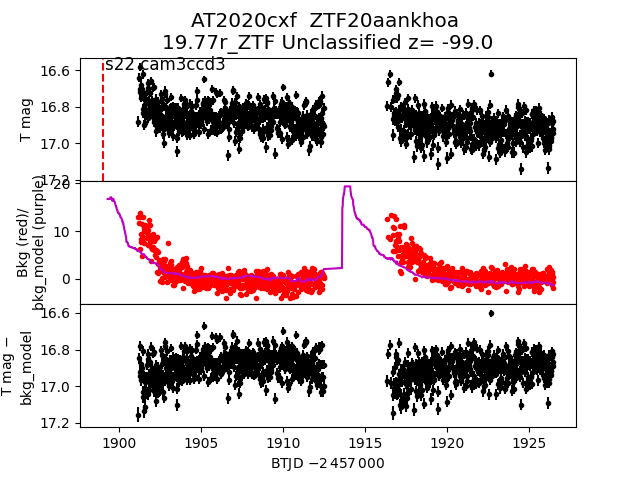 AT2020cxf  ZTF20aankhoa
19.77r_ZTF Unclassified z= -99.0
s22 cam3ccd3
T mag
16.6
16.8
17.0
17.2
Bkg (red)/
bkg_model (purple)
20
10
0
T mag −
bkg_model
16.6
16.8
17.0
17.2
1900 1905 1910 1915 1920 1925
BTJD −2 457 000